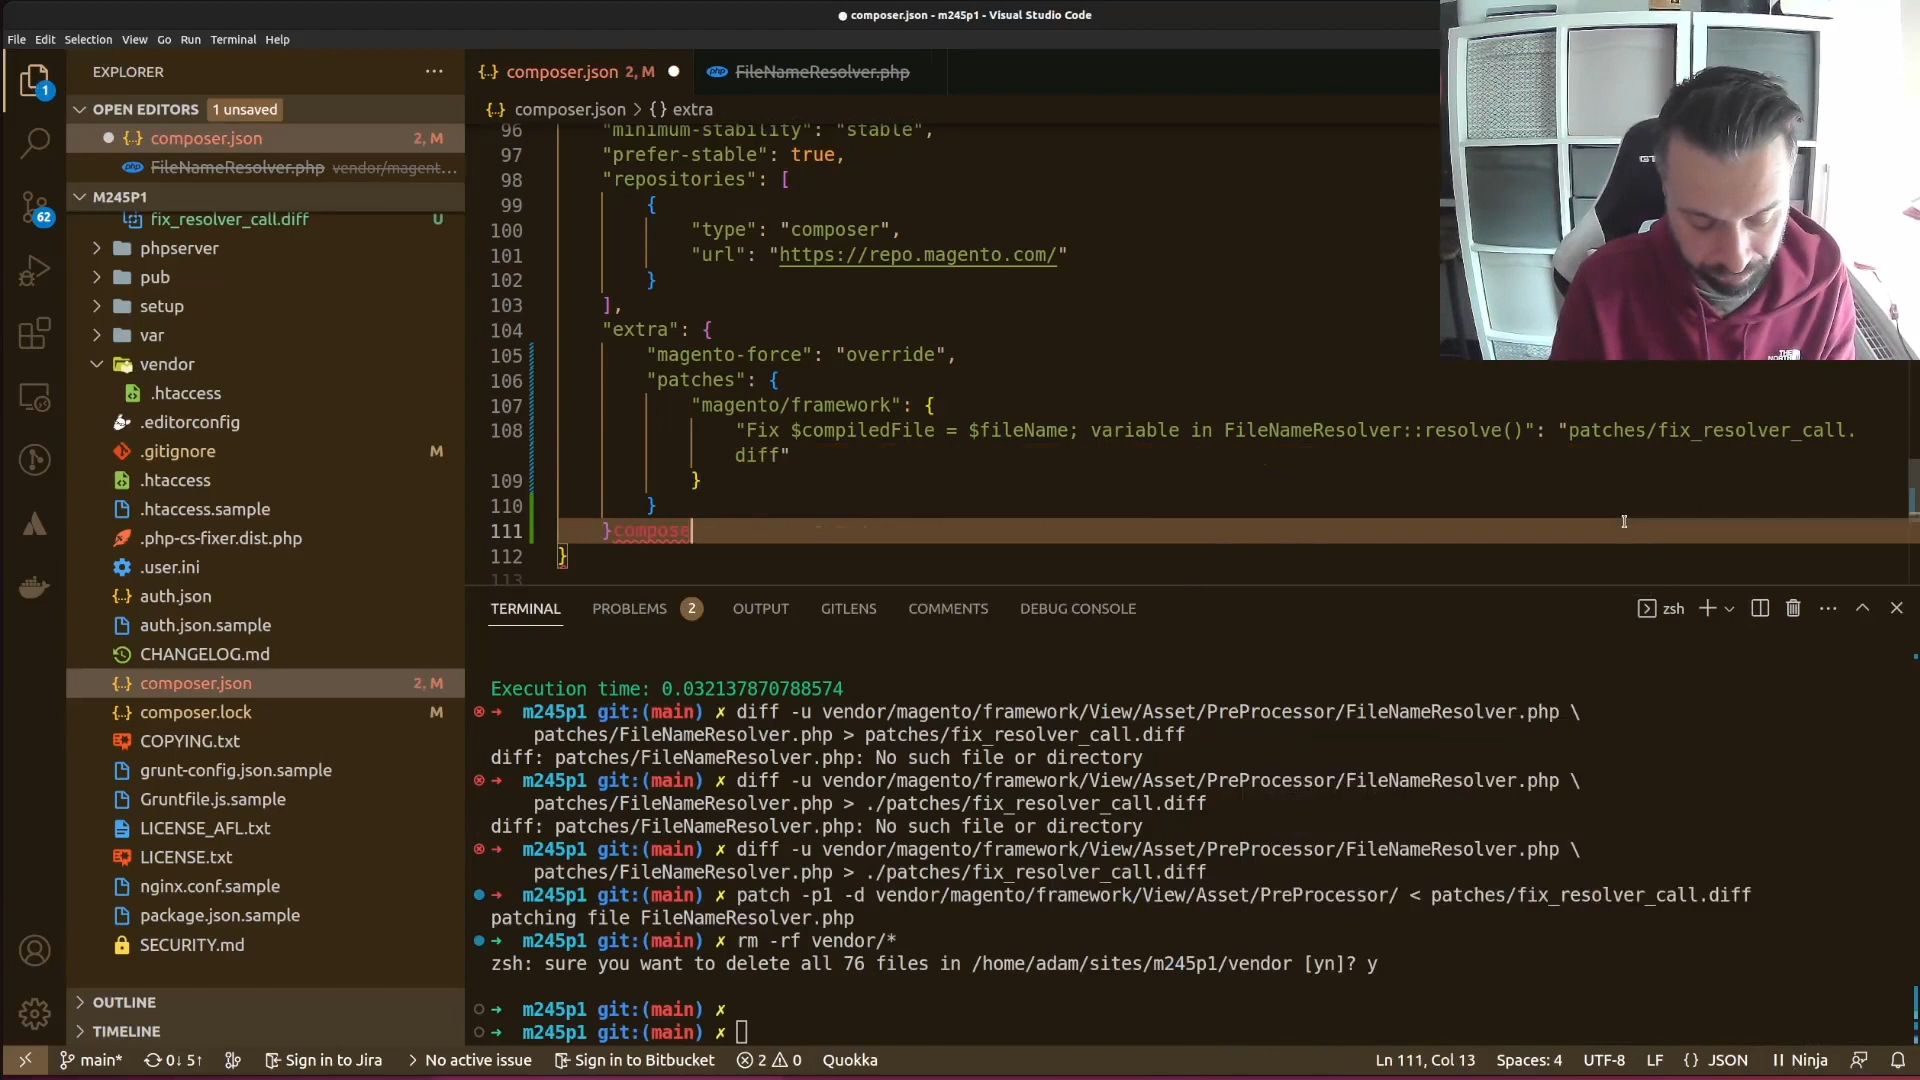 composer.json - m245p1 - Visual Studio Code
File Edit Selection View Go Run Terminal Help
EXPLORER
OPEN EDITORS 1 unsaved
composer.json 2, M
FileNameResolver.php vendor/magent...
M245P1
fix_resolver_call.diff U
phpserver
pub
setup
var
vendor
.htaccess
.editorconfig
.gitignore M
.htaccess
.htaccess.sample
.php-cs-fixer.dist.php
.user.ini
auth.json
auth.json.sample
CHANGELOG.md
composer.json 2, M
composer.lock M
COPYING.txt
grunt-config.json.sample
Gruntfile.js.sample
LICENSE_AFL.txt
LICENSE.txt
nginx.conf.sample
package.json.sample
SECURITY.md
OUTLINE
TIMELINE
1
62
composer.json 2, M FileNameResolver.php
composer.json > {} extra
96 "minimum-stability": "stable",
97 "prefer-stable": true,
98 "repositories": [
99 {
100 "type": "composer",
101 "url": "https://repo.magento.com/"
102 }
103 ],
104 "extra": {
105 "magento-force": "override",
106 "patches": {
107 "magento/framework": {
108 "Fix $compiledFile = $fileName; variable in FileNameResolver::resolve()": "patches/fix_resolver_call.
diff"
109 }
110 }
111 }compose
112 }
113
TERMINAL PROBLEMS 2 OUTPUT GITLENS COMMENTS DEBUG CONSOLE zsh
Execution time: 0.032137870788574
➜ m245p1 git:(main) ✗ diff -u vendor/magento/framework/View/Asset/PreProcessor/FileNameResolver.php \
patches/FileNameResolver.php > patches/fix_resolver_call.diff
diff: patches/FileNameResolver.php: No such file or directory
➜ m245p1 git:(main) ✗ diff -u vendor/magento/framework/View/Asset/PreProcessor/FileNameResolver.php \
patches/FileNameResolver.php > ./patches/fix_resolver_call.diff
diff: patches/FileNameResolver.php: No such file or directory
➜ m245p1 git:(main) ✗ diff -u vendor/magento/framework/View/Asset/PreProcessor/FileNameResolver.php \
patches/FileNameResolver.php > ./patches/fix_resolver_call.diff
➜ m245p1 git:(main) ✗ patch -p1 -d vendor/magento/framework/View/Asset/PreProcessor/ < patches/fix_resolver_call.diff
patching file FileNameResolver.php
➜ m245p1 git:(main) ✗ rm -rf vendor/*
zsh: sure you want to delete all 76 files in /home/adam/sites/m245p1/vendor [yn]? y
➜ m245p1 git:(main) ✗
➜ m245p1 git:(main) ✗
main* 0↓ 5↑ Sign in to Jira > No active issue Sign in to Bitbucket 2 0 Quokka Ln 111, Col 13 Spaces: 4 UTF-8 LF {} JSON Ninja
THE
NORTH
GT